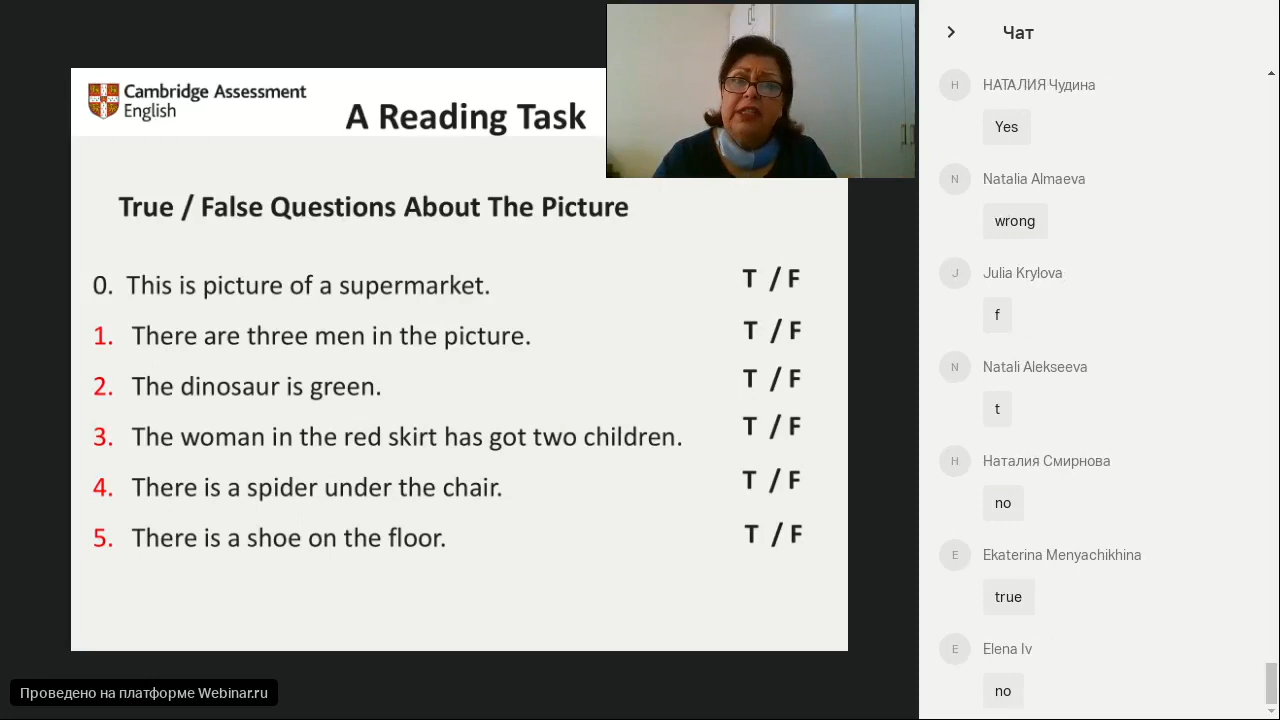 Cambridge Assessment
English
A Reading Task
True / False Questions About The Picture
0. This is picture of a supermarket. T / F
1. There are three men in the picture. T / F
2. The dinosaur is green. T / F
3. The woman in the red skirt has got two children. T / F
4. There is a spider under the chair. T / F
5. There is a shoe on the floor. T / F
Проведено на платформе Webinar.ru
Чат
Н НАТАЛИЯ Чудина
Yes
N Natalia Almaeva
wrong
J Julia Krylova
f
N Natali Alekseeva
t
Н Наталия Смирнова
no
E Ekaterina Menyachikhina
true
E Elena Iv
no